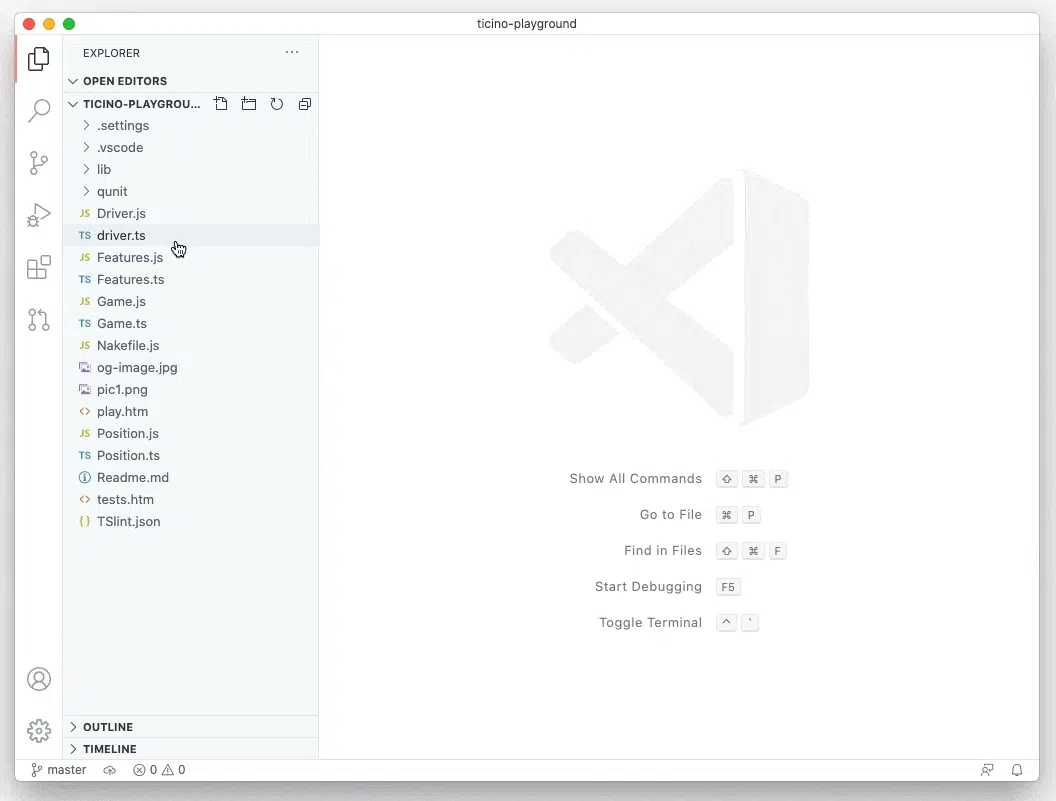 ticino-playground
EXPLORER
OPEN EDITORS
TICINO-PLAYGROU...
.settings
.vscode
lib
qunit
JS Driver.js
TS driver.ts
JS Features.js
TS Features.ts
JS Game.js
TS Game.ts
JS Nakefile.js
og-image.jpg
pic1.png
<> play.htm
JS Position.js
TS Position.ts
Readme.md
<> tests.htm
{} TSlint.json
OUTLINE
TIMELINE
Show All Commands ⇧ ⌘ P
Go to File ⌘ P
Find in Files ⇧ ⌘ F
Start Debugging F5
Toggle Terminal ^ `
master 0 0